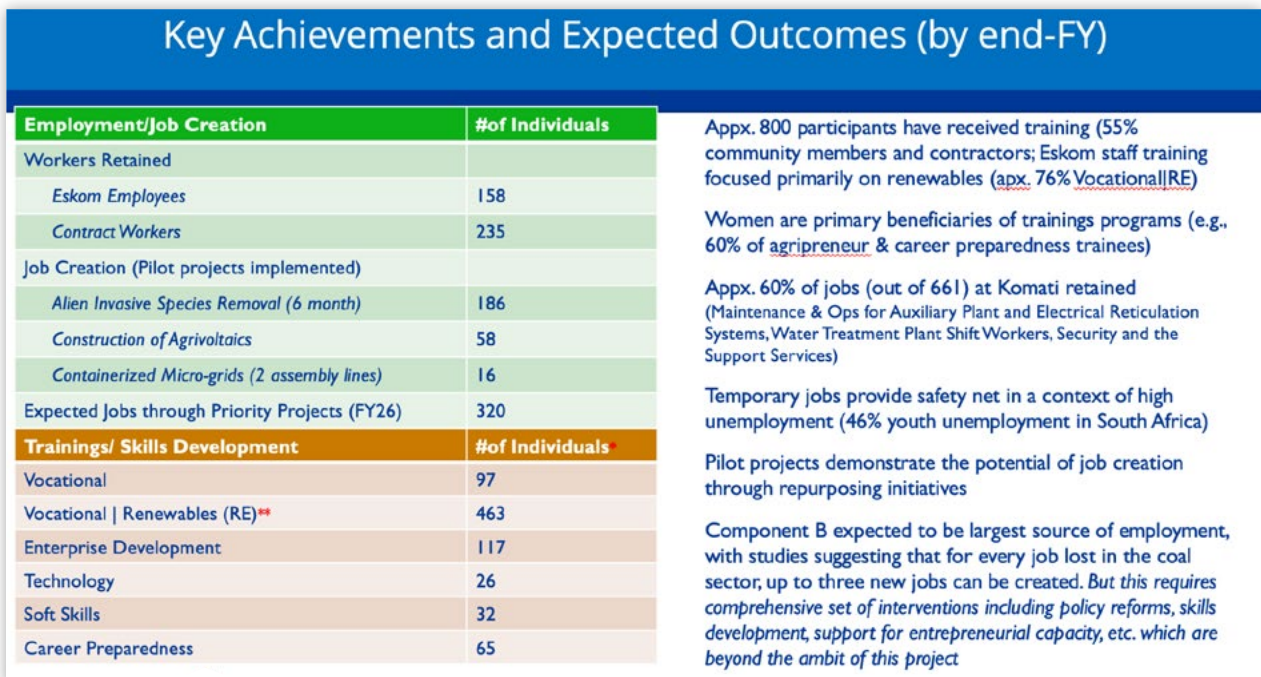 Key Achievements and Expected Outcomes (by end-FY)
Employment/Job Creation #of Individuals
Workers Retained
Eskom Employees 158
Contract Workers 235
Job Creation (Pilot projects implemented)
Alien Invasive Species Removal (6 month) 186
Construction of Agrivoltaics 58
Containerized Micro-grids (2 assembly lines) 16
Expected Jobs through Priority Projects (FY26) 320
Trainings/ Skills Development #of Individuals*
Vocational 97
Vocational | Renewables (RE)** 463
Enterprise Development 117
Technology 26
Soft Skills 32
Career Preparedness 65
Appx. 800 participants have received training (55%
community members and contractors; Eskom staff training
focused primarily on renewables (apx. 76% Vocational|RE)
Women are primary beneficiaries of trainings programs (e.g.,
60% of agripreneur & career preparedness trainees)
Appx. 60% of jobs (out of 661) at Komati retained
(Maintenance & Ops for Auxiliary Plant and Electrical Reticulation
Systems, Water Treatment Plant Shift Workers, Security and the
Support Services)
Temporary jobs provide safety net in a context of high
unemployment (46% youth unemployment in South Africa)
Pilot projects demonstrate the potential of job creation
through repurposing initiatives
Component B expected to be largest source of employment,
with studies suggesting that for every job lost in the coal
sector, up to three new jobs can be created. But this requires
comprehensive set of interventions including policy reforms, skills
development, support for entrepreneurial capacity, etc. which are
beyond the ambit of this project